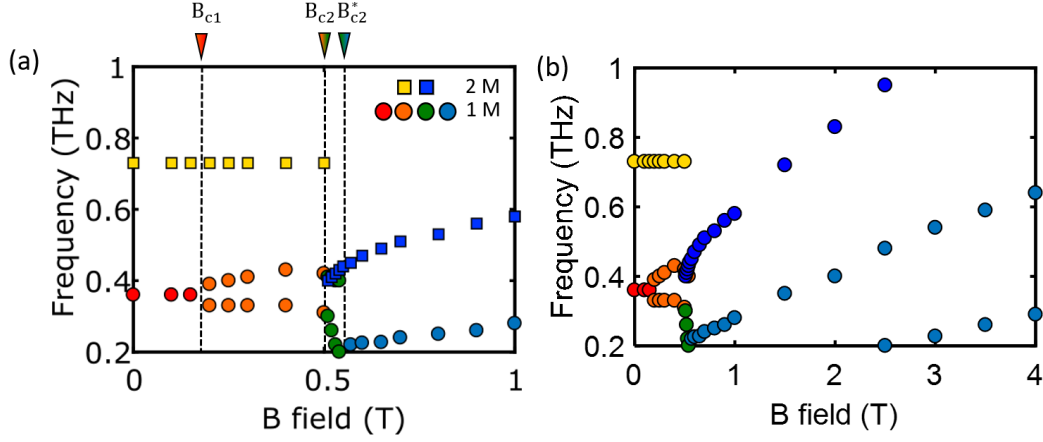 B_c1 B_c2 B*_c2
(a)
Frequency (THz)
1
0.8
0.6
0.4
0.2
0 0.5 1
B field (T)
2 M
1 M
(b)
Frequency (THz)
1
0.8
0.6
0.4
0.2
0 1 2 3 4
B field (T)